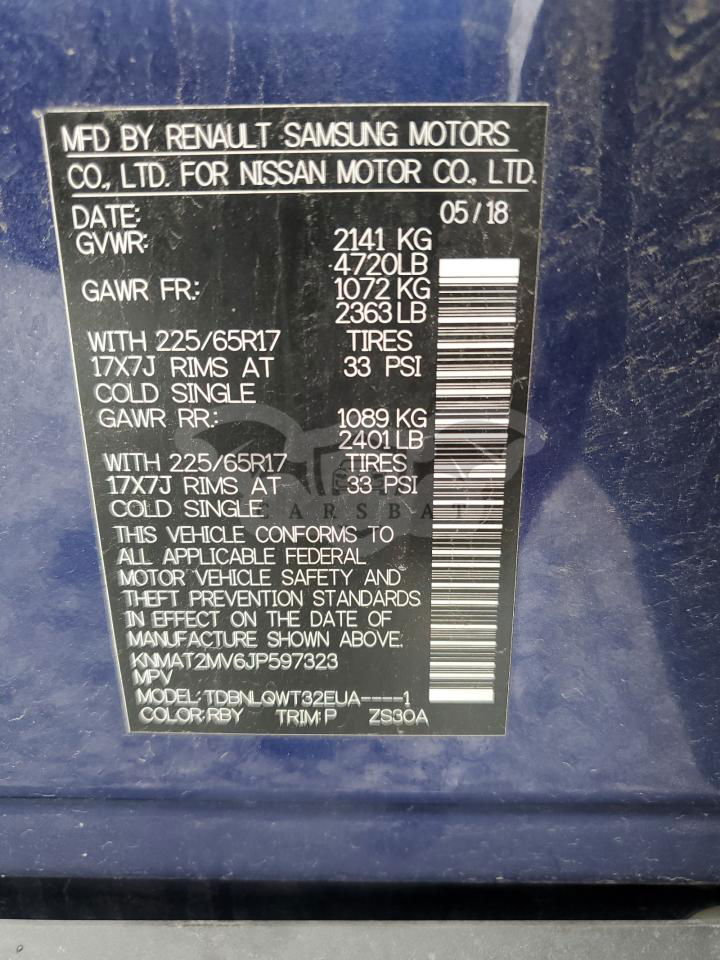 MFD BY RENAULT SAMSUNG MOTORS
CO., LTD. FOR NISSAN MOTOR CO., LTD.
DATE: 05/18
GVWR: 2141 KG
4720LB
GAWR FR.: 1072 KG
2363LB
WITH 225/65R17 TIRES
17X7J RIMS AT 33 PSI
COLD SINGLE
GAWR RR.: 1089 KG
2401LB
WITH 225/65R17 TIRES
17X7J RIMS AT 33 PSI
COLD SINGLE
CARSBAT
THIS VEHICLE CONFORMS TO
ALL APPLICABLE FEDERAL
MOTOR VEHICLE SAFETY AND
THEFT PREVENTION STANDARDS
IN EFFECT ON THE DATE OF
MANUFACTURE SHOWN ABOVE:
KNMAT2MV6JP597323
MPV
MODEL: TDBNLQWT32EUA----1
COLOR:RBY TRIM:P ZS30A